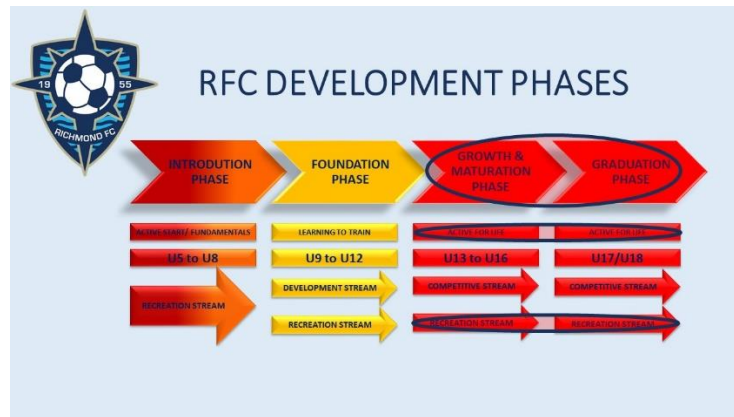 19 55
RICHMOND FC
RFC DEVELOPMENT PHASES
INTRODUTION
PHASE
FOUNDATION
PHASE
GROWTH &
MATURATION
PHASE
GRADUATION
PHASE
ACTIVE START/ FUNDAMENTALS
LEARNING TO TRAIN
ACTIVE FOR LIFE
ACTIVE FOR LIFE
U5 to U8
U9 to U12
U13 to U16
U17/U18
RECREATION STREAM
DEVELOPMENT STREAM
COMPETITIVE STREAM
COMPETITIVE STREAM
RECREATION STREAM
RECREATION STREAM
RECREATION STREAM